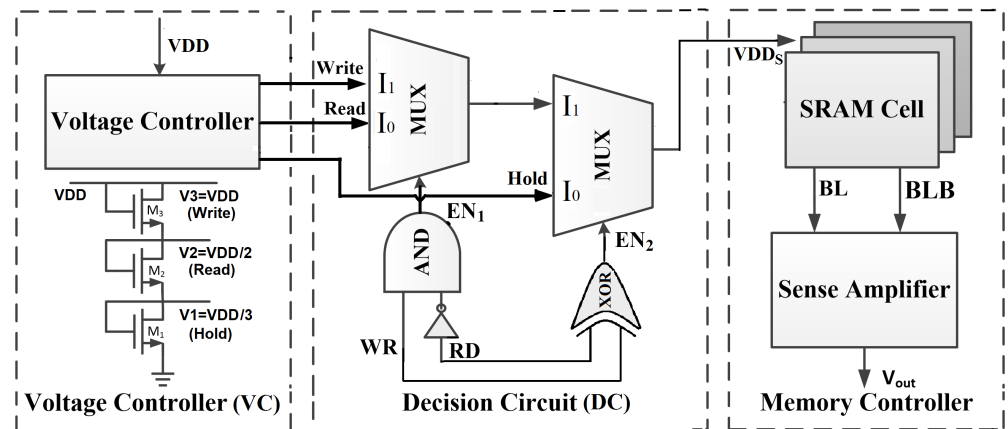 VDD
Voltage Controller
VDD
V3=VDD
(Write)
M3
V2=VDD/2
(Read)
M2
V1=VDD/3
(Hold)
M1
Voltage Controller (VC)
Write
Read
Hold
I1
I0
MUX
I1
I0
MUX
EN1
EN2
AND
XOR
WR
RD
Decision Circuit (DC)
VDDS
SRAM Cell
BL
BLB
Sense Amplifier
Vout
Memory Controller